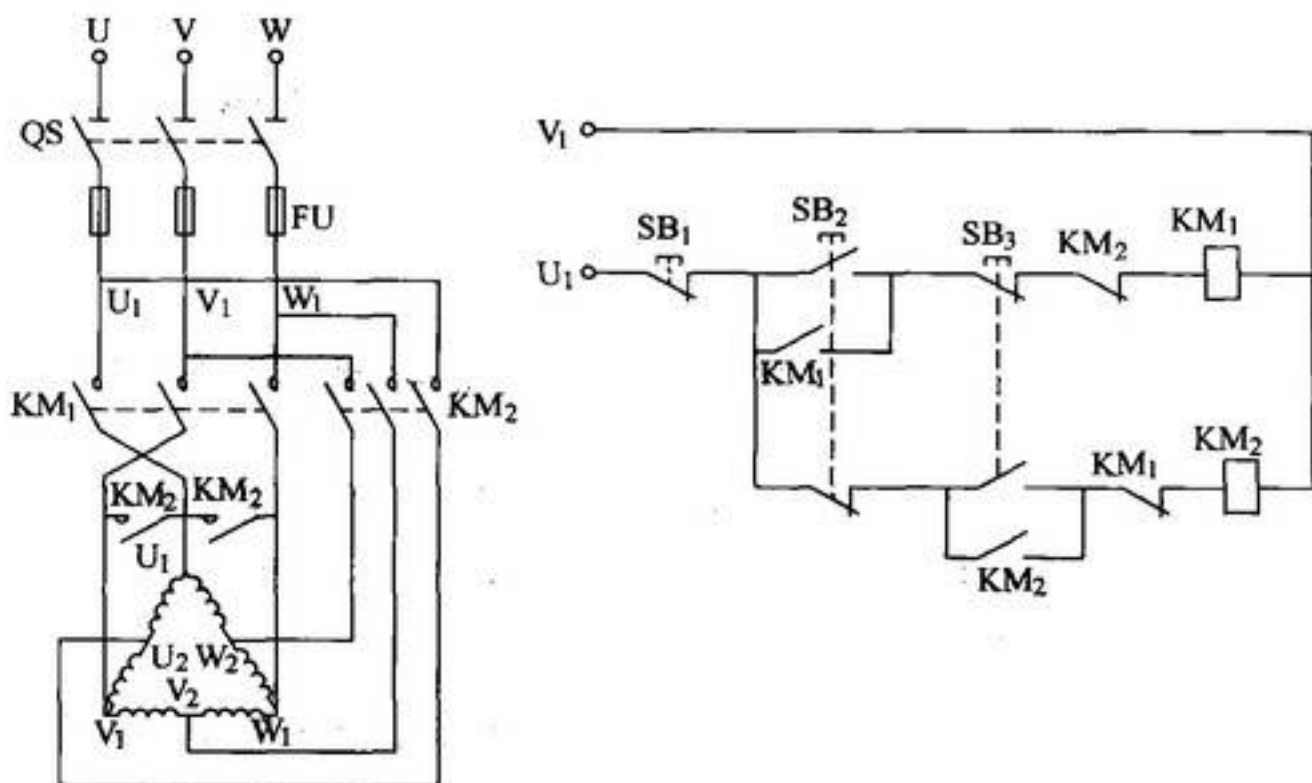 U V W
QS
FU
U₁ V₁ W₁
KM₁ KM₂
KM₂ KM₂
U₁
U₂ W₂
V₂
V₁ W₁
V₁
SB₁ SB₂ SB₃ KM₂ KM₁
U₁
KM₁
KM₁ KM₂
KM₂